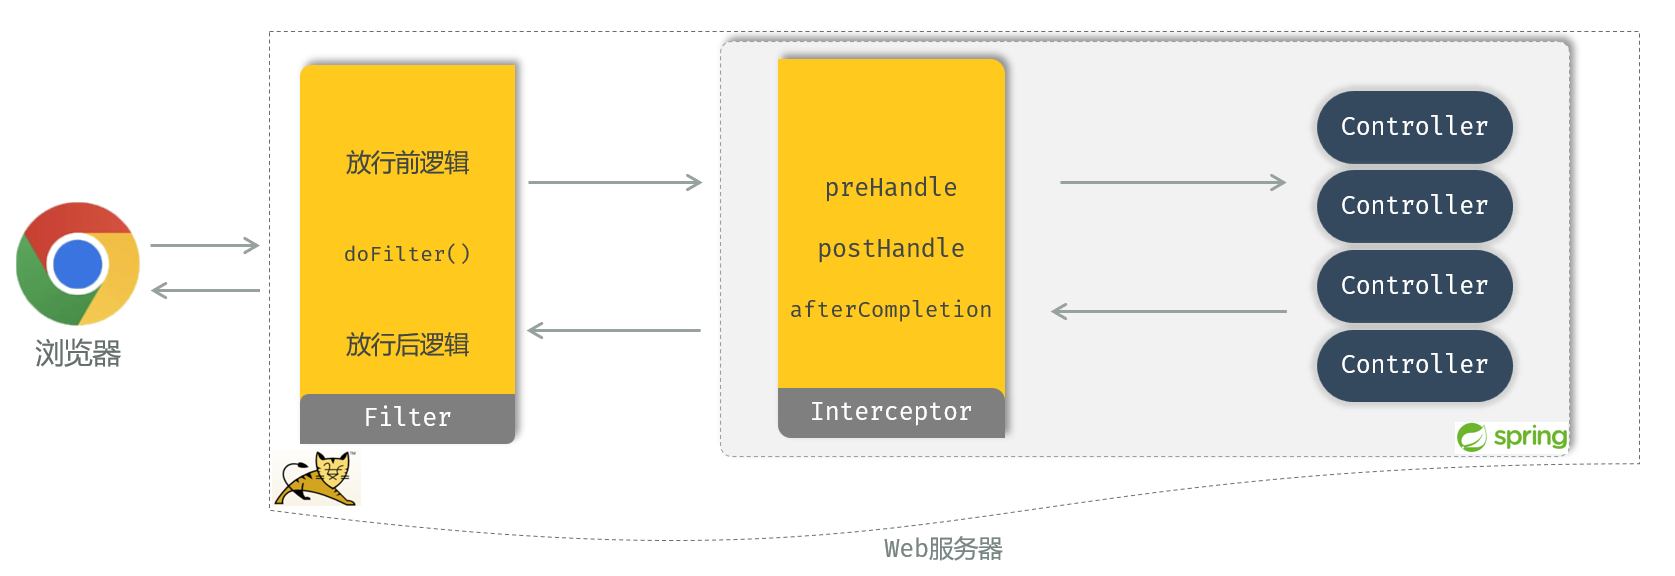 浏览器
放行前逻辑
doFilter()
放行后逻辑
Filter
preHandle
postHandle
afterCompletion
Interceptor
Controller
Controller
Controller
Controller
spring
TM
Web服务器